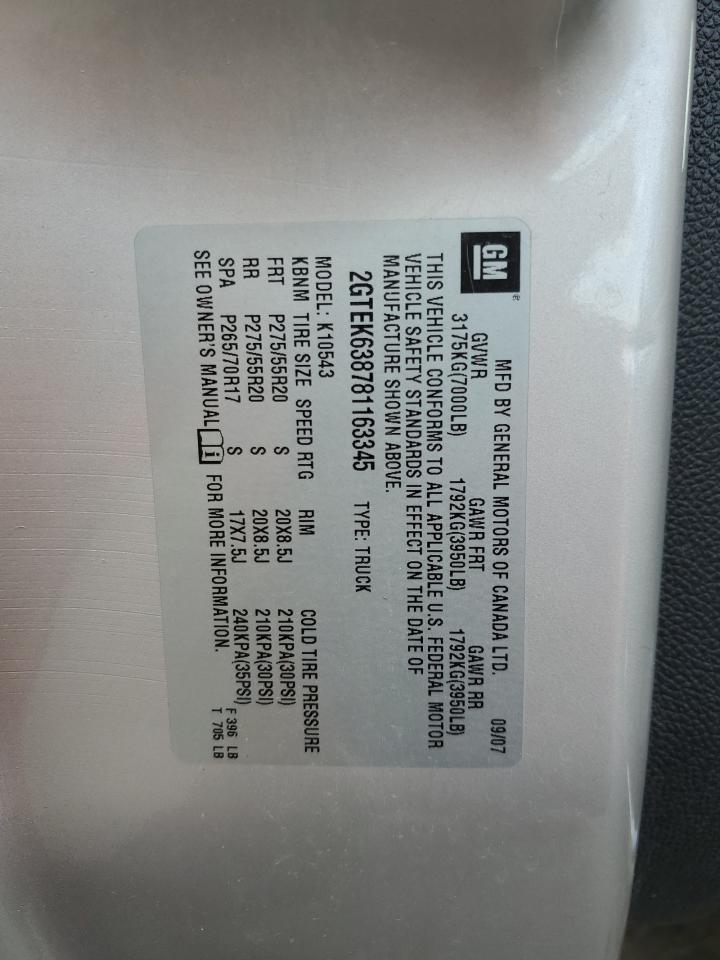 GM®
MFD BY GENERAL MOTORS OF CANADA LTD. 09/07
GVWR GAWR FRT GAWR RR
3175KG(7000LB) 1792KG(3950LB) 1792KG(3950LB)
THIS VEHICLE CONFORMS TO ALL APPLICABLE U.S. FEDERAL MOTOR
VEHICLE SAFETY STANDARDS IN EFFECT ON THE DATE OF
MANUFACTURE SHOWN ABOVE.
2GTEK638781163345 TYPE: TRUCK
MODEL: K10543
KBNM TIRE SIZE SPEED RTG RIM COLD TIRE PRESSURE
FRT P275/55R20 S 20X8.5J 210KPA(30PSI)
RR P275/55R20 S 20X8.5J 210KPA(30PSI)
SPA P265/70R17 S 17X7.5J 240KPA(35PSI)
SEE OWNER'S MANUAL i FOR MORE INFORMATION.
F 396 LB
T 705 LB